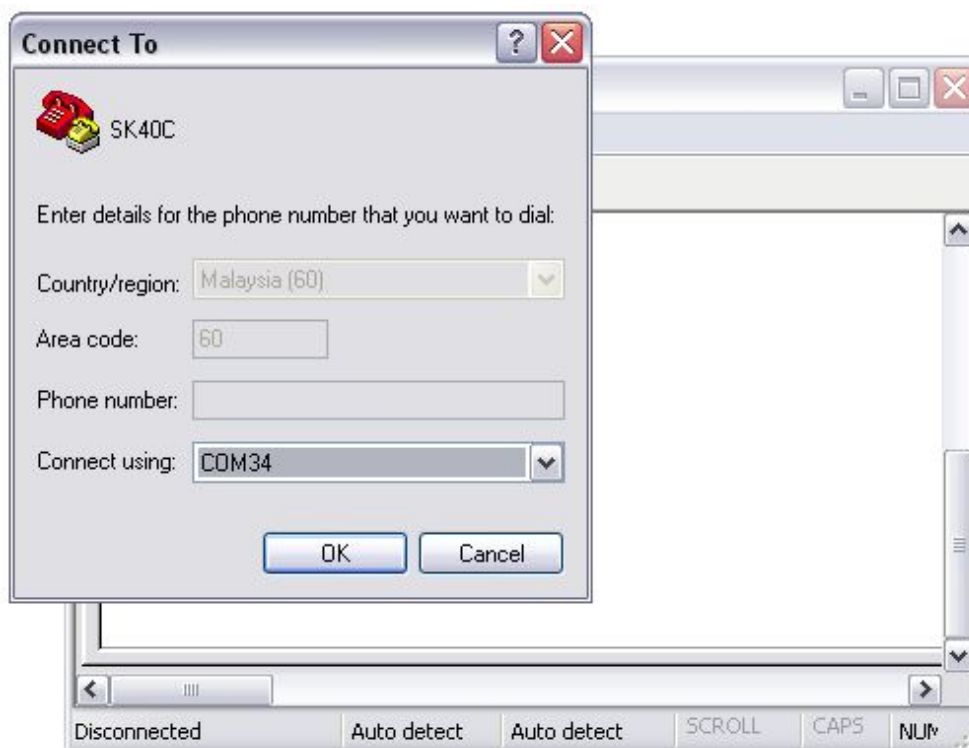 Connect To
SK40C
Enter details for the phone number that you want to dial:
Country/region: Malaysia (60)
Area code: 60
Phone number:
Connect using: COM34
OK Cancel
Disconnected Auto detect Auto detect SCROLL CAPS NUM